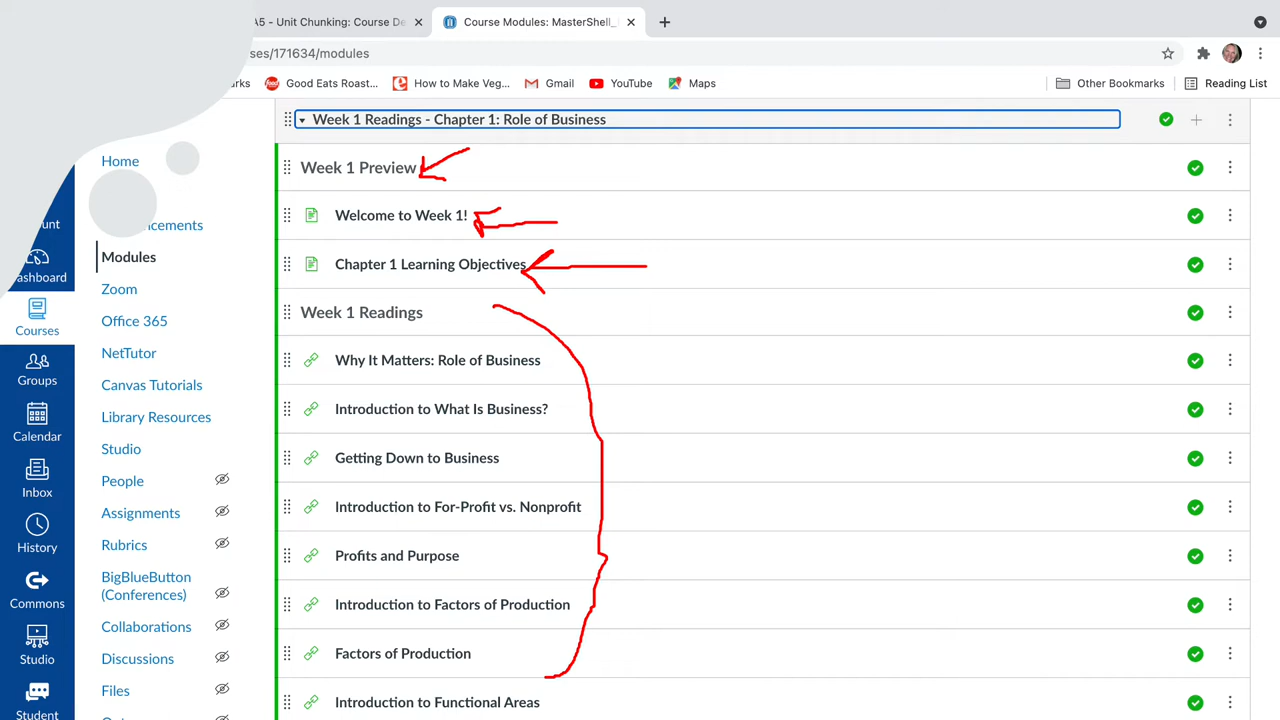 A5 - Unit Chunking: Course De
Course Modules: MasterShell_
ses/171634/modules
arks
Good Eats Roast...
How to Make Veg...
Gmail
YouTube
Maps
Other Bookmarks
Reading List
Week 1 Readings - Chapter 1: Role of Business
Week 1 Preview
Welcome to Week 1!
Chapter 1 Learning Objectives
Week 1 Readings
Why It Matters: Role of Business
Introduction to What Is Business?
Getting Down to Business
Introduction to For-Profit vs. Nonprofit
Profits and Purpose
Introduction to Factors of Production
Factors of Production
Introduction to Functional Areas
Home
ncements
Modules
Zoom
Office 365
NetTutor
Canvas Tutorials
Library Resources
Studio
People
Assignments
Rubrics
BigBlueButton
(Conferences)
Collaborations
Discussions
Files
ount
ashboard
Courses
Groups
Calendar
Inbox
History
Commons
Studio
Student